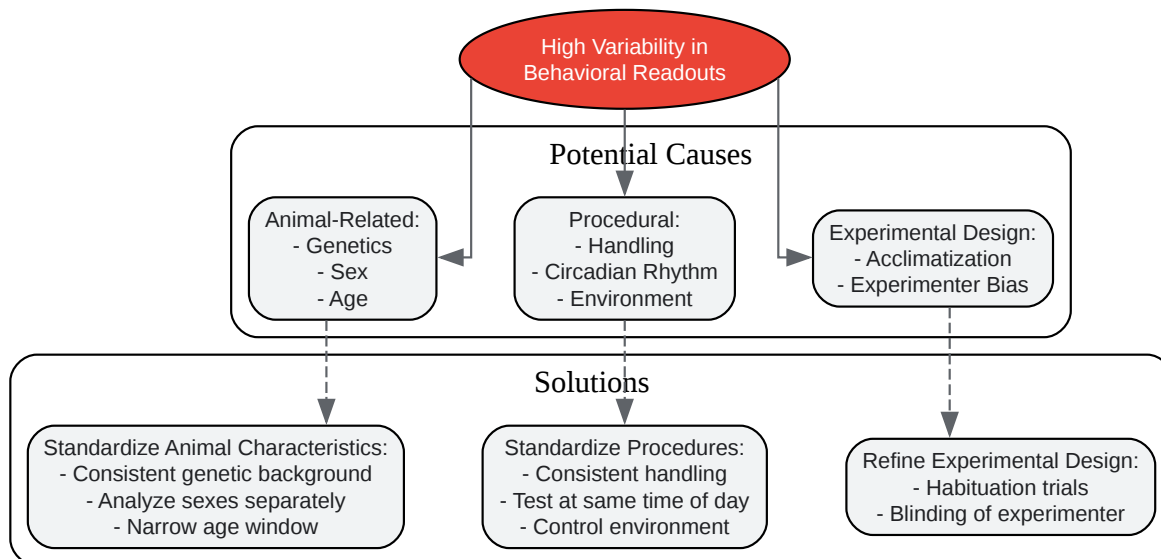 High Variability in
Behavioral Readouts
Potential Causes
Animal-Related:
- Genetics
- Sex
- Age
Procedural:
- Handling
- Circadian Rhythm
- Environment
Experimental Design:
- Acclimatization
- Experimenter Bias
Solutions
Standardize Animal Characteristics:
- Consistent genetic background
- Analyze sexes separately
- Narrow age window
Standardize Procedures:
- Consistent handling
- Test at same time of day
- Control environment
Refine Experimental Design:
- Habituation trials
- Blinding of experimenter